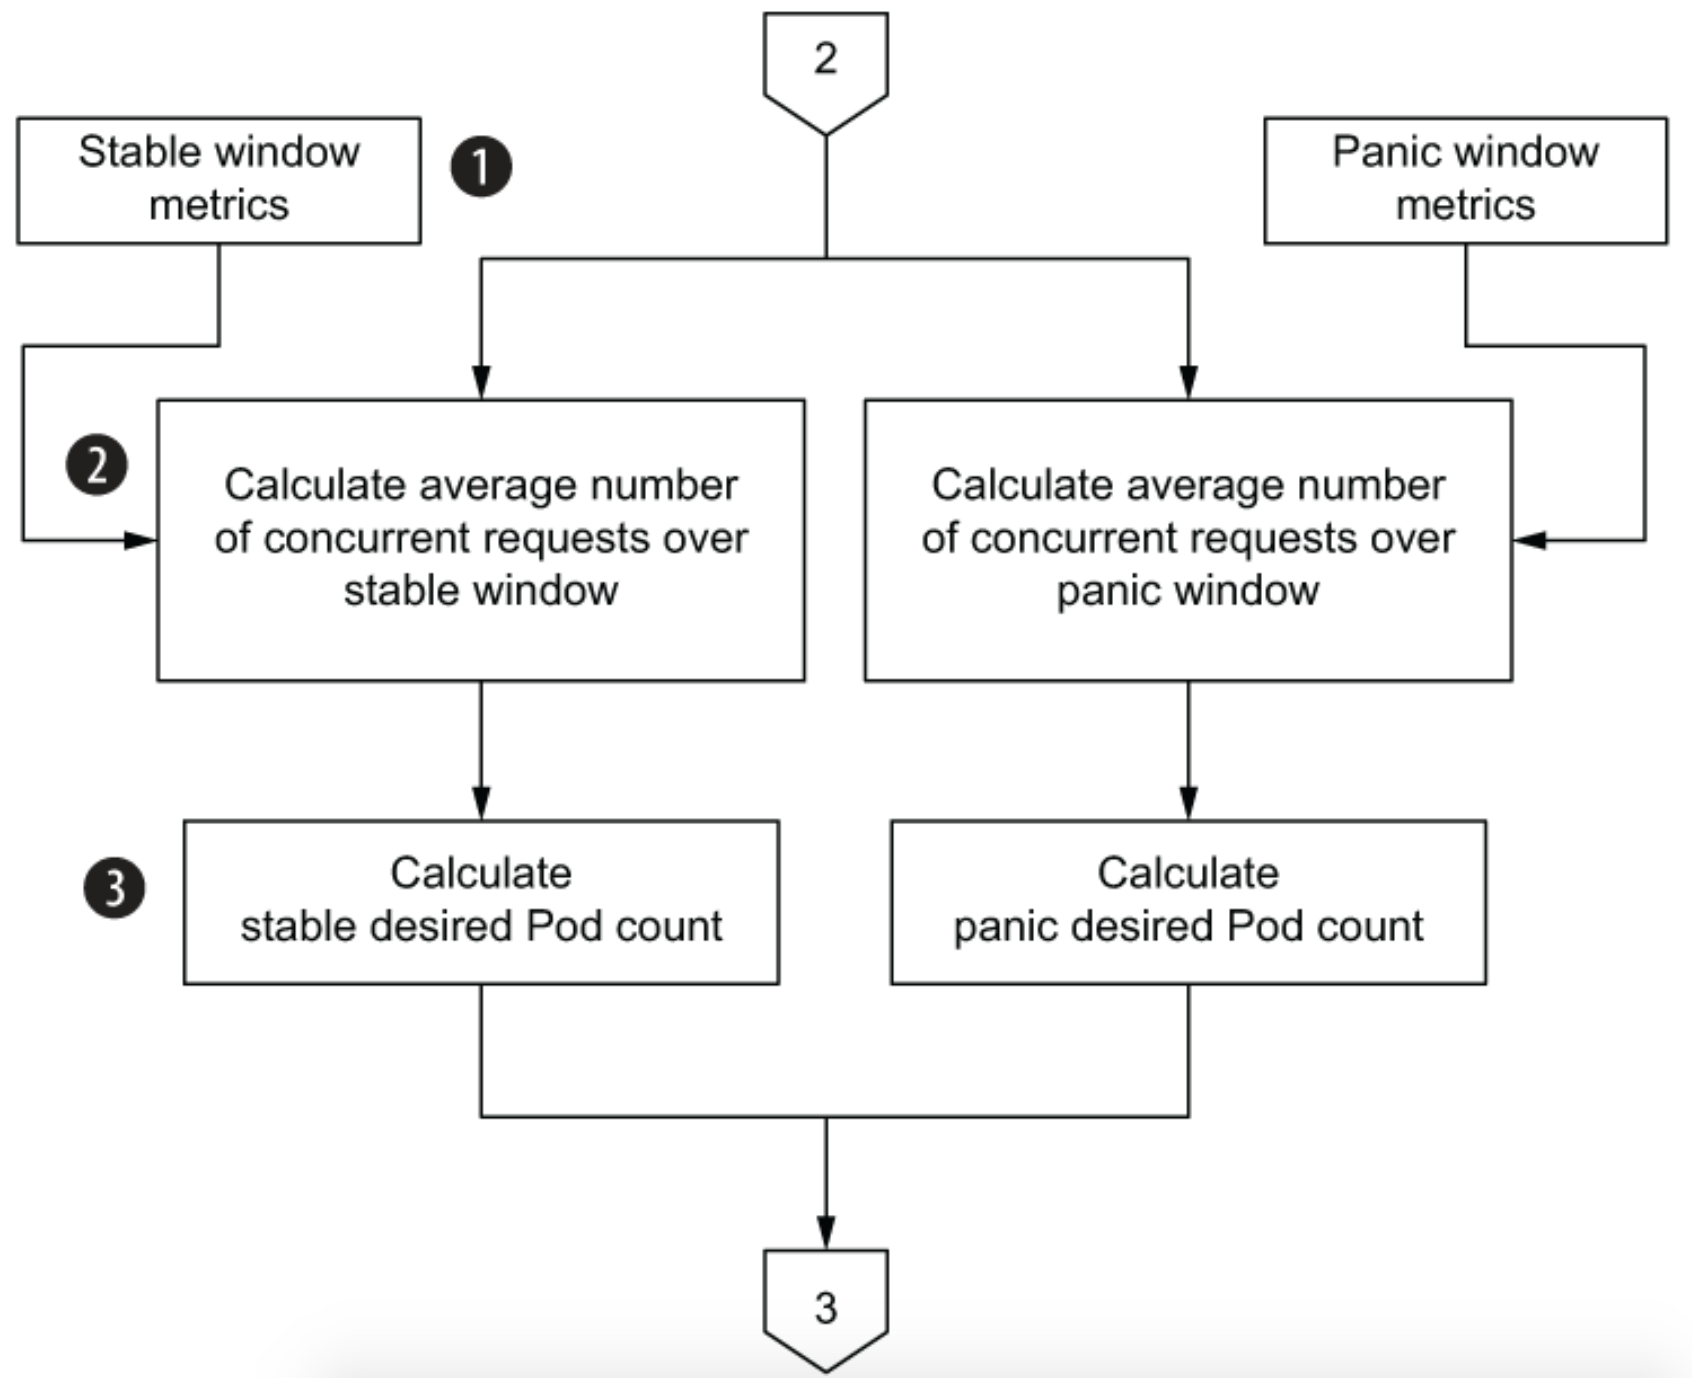 2
Stable window
metrics
1
Panic window
metrics
2
Calculate average number
of concurrent requests over
stable window
Calculate average number
of concurrent requests over
panic window
3
Calculate
stable desired Pod count
Calculate
panic desired Pod count
3